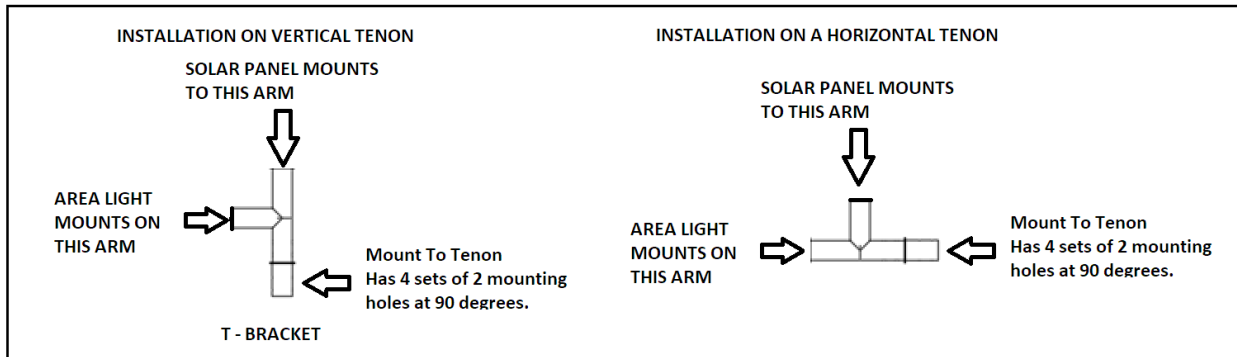 INSTALLATION ON VERTICAL TENON
SOLAR PANEL MOUNTS
TO THIS ARM
AREA LIGHT
MOUNTS ON
THIS ARM
Mount To Tenon
Has 4 sets of 2 mounting
holes at 90 degrees.
T - BRACKET
INSTALLATION ON A HORIZONTAL TENON
SOLAR PANEL MOUNTS
TO THIS ARM
AREA LIGHT
MOUNTS ON
THIS ARM
Mount To Tenon
Has 4 sets of 2 mounting
holes at 90 degrees.